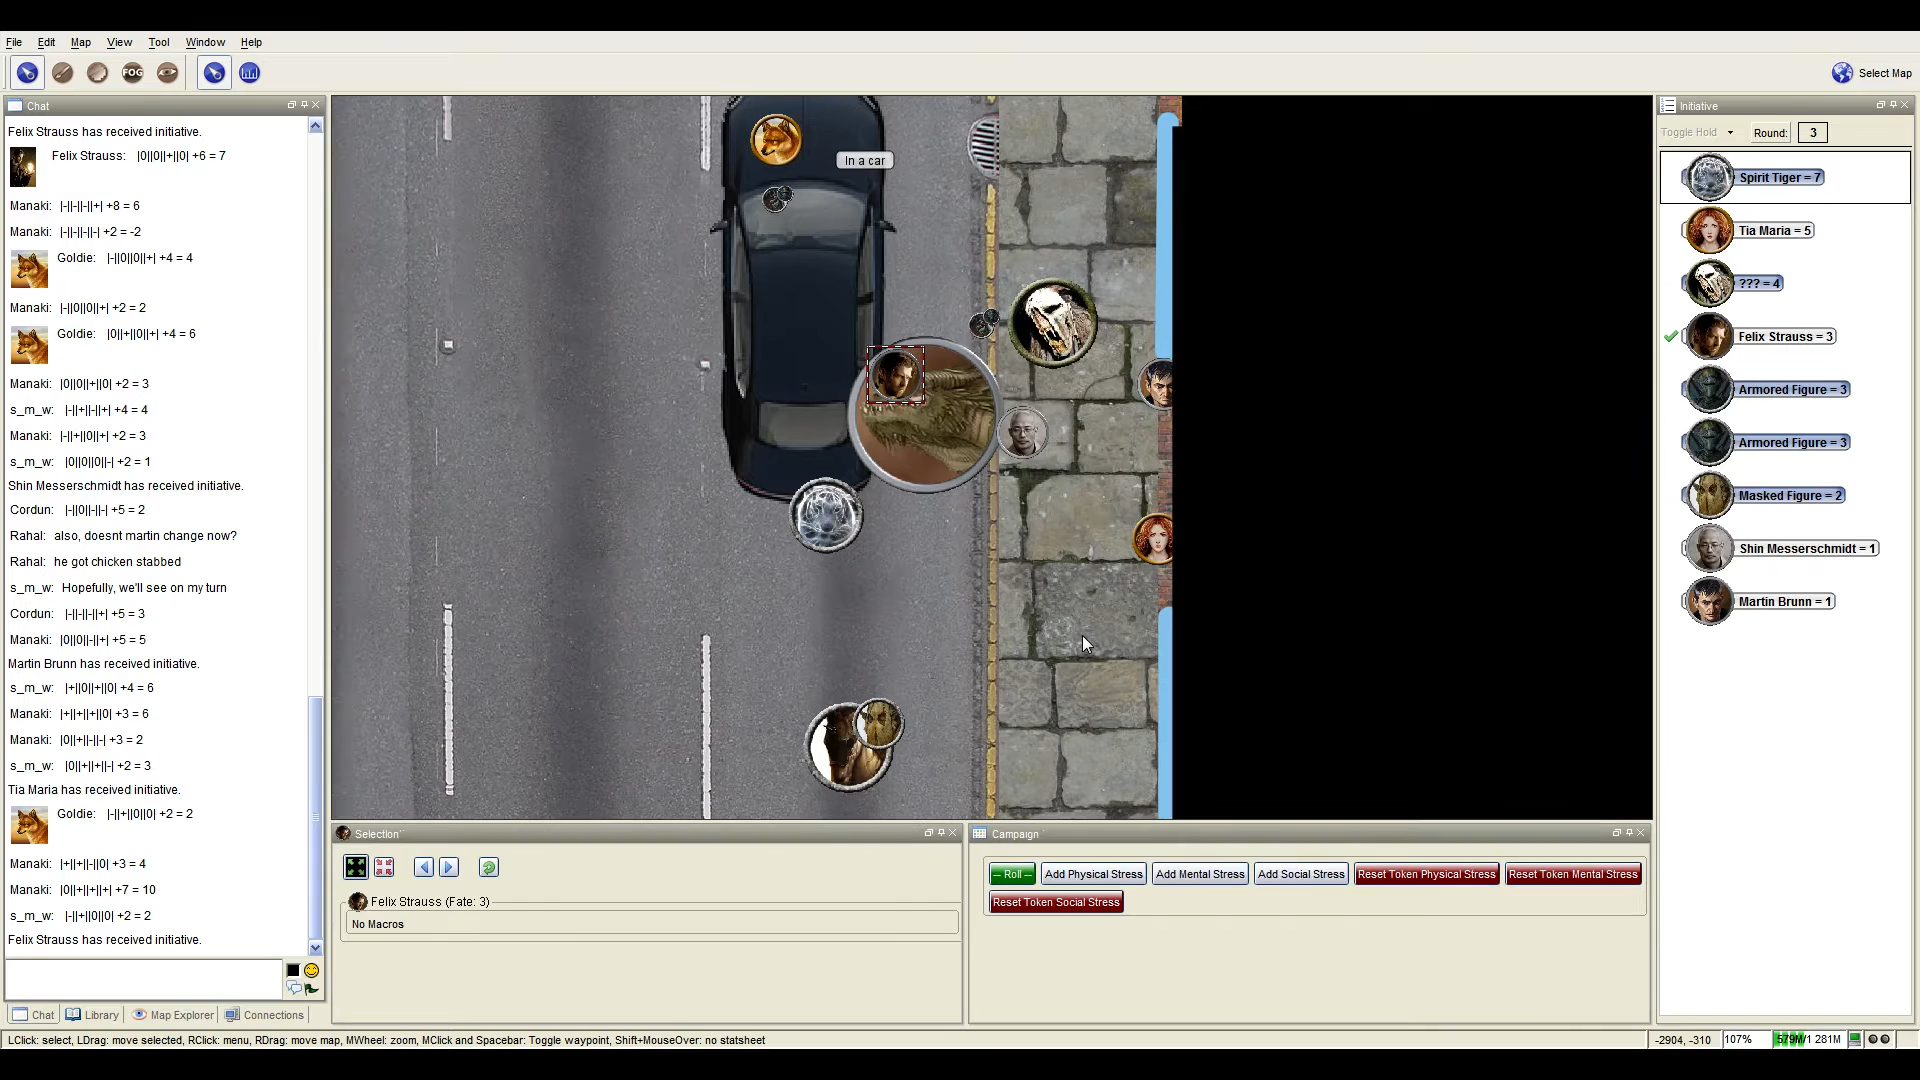 File Edit Map View Tool Window Help
FOG
Select Map
Chat
Felix Strauss has received initiative.
Felix Strauss: |0||0||+||0| +6 = 7
Manaki: |-||-||-||+| +8 = 6
Manaki: |-||-||-||-| +2 = -2
Goldie: |-||0||0||+| +4 = 4
Manaki: |-||0||0||+| +2 = 2
Goldie: |0||+||0||+| +4 = 6
Manaki: |0||0||+||0| +2 = 3
s_m_w: |-||+||-||+| +4 = 4
Manaki: |-||+||0||+| +2 = 3
s_m_w: |0||0||0||-| +2 = 1
Shin Messerschmidt has received initiative.
Cordun: |-||0||-||-| +5 = 2
Rahal: also, doesnt martin change now?
Rahal: he got chicken stabbed
s_m_w: Hopefully, we'll see on my turn
Cordun: |-||-||-||+| +5 = 3
Manaki: |0||0||-||+| +5 = 5
Martin Brunn has received initiative.
s_m_w: |+||0||+||0| +4 = 6
Manaki: |+||+||+||0| +3 = 6
Manaki: |0||+||-||-| +3 = 2
s_m_w: |0||+||+||-| +2 = 3
Tia Maria has received initiative.
Goldie: |-||+||0||0| +2 = 2
Manaki: |+||+||-||0| +3 = 4
Manaki: |0||+||+||+| +7 = 10
s_m_w: |-||+||0||0| +2 = 2
Felix Strauss has received initiative.
Chat Library Map Explorer Connections
In a car
Selection
Felix Strauss (Fate: 3)
No Macros
Campaign
-- Roll -- Add Physical Stress Add Mental Stress Add Social Stress Reset Token Physical Stress Reset Token Mental Stress
Reset Token Social Stress
Initiative
Toggle Hold Round: 3
Spirit Tiger = 7
Tia Maria = 5
??? = 4
Felix Strauss = 3
Armored Figure = 3
Armored Figure = 3
Masked Figure = 2
Shin Messerschmidt = 1
Martin Brunn = 1
LClick: select, LDrag: move selected, RClick: menu, RDrag: move map, MWheel: zoom, MClick and Spacebar: Toggle waypoint, Shift+MouseOver: no statsheet
-2904, -310 107% 579M/1 281M